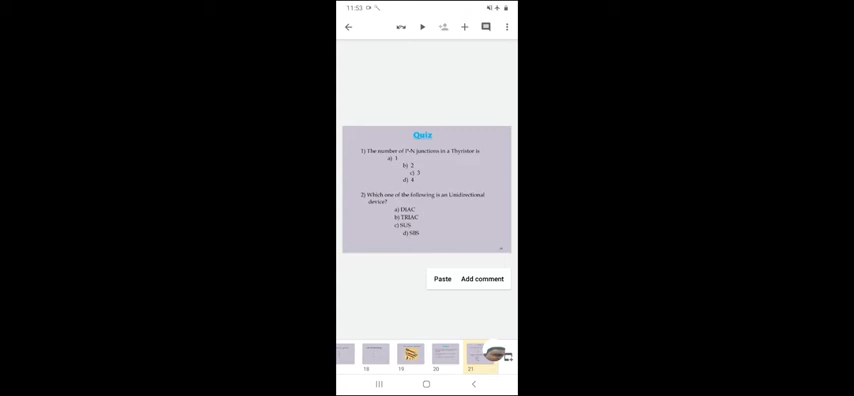 11:53
Quiz
1) The number of P-N junctions in a Thyristor is
a) 1
b) 2
c) 3
d) 4
2) Which one of the following is an Unidirectional
device?
a) DIAC
b) TRIAC
c) SUS
d) SBS
Paste Add comment
18 19 20 21